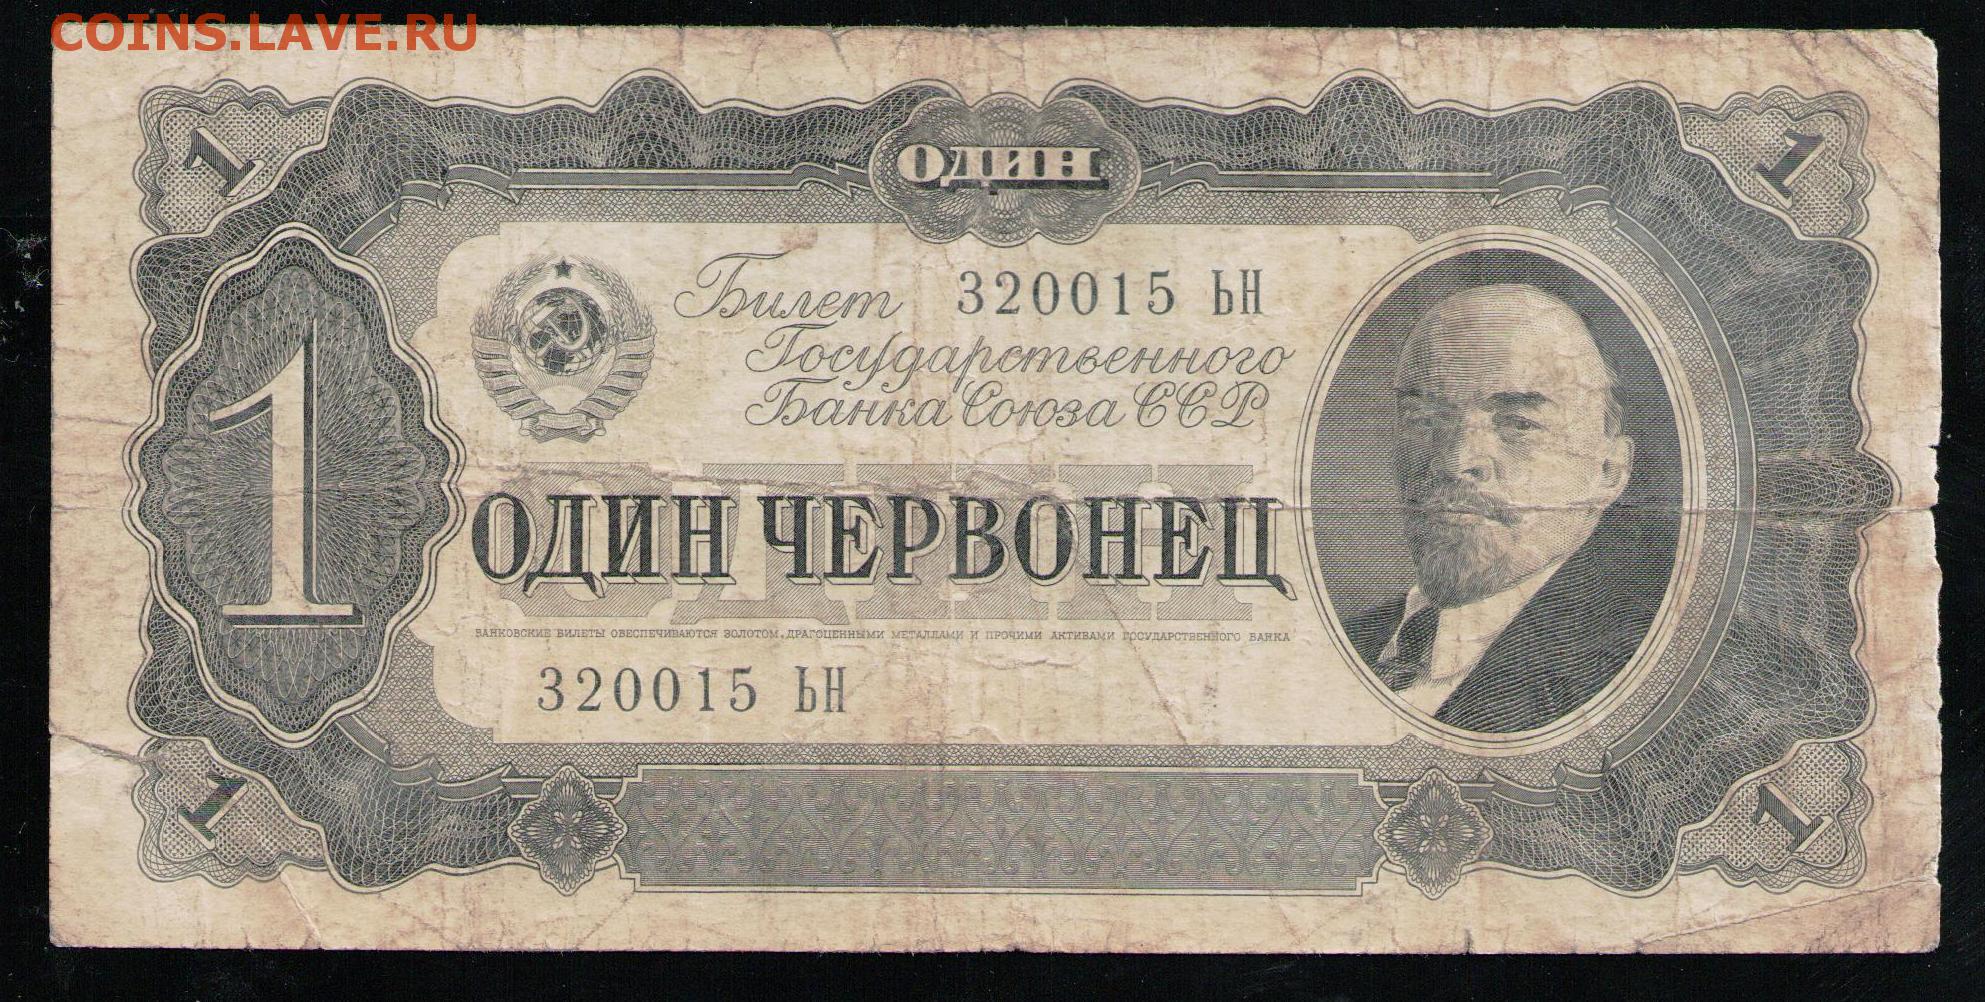 COINS.LAVE.RU
1
ОДИН
1
Билет 320015 ЬН
Государственного
Банка Союза ССР
1
ОДИН
ОДИН ЧЕРВОНЕЦ
БАНКОВСКИЕ БИЛЕТЫ ОБЕСПЕЧИВАЮТСЯ ЗОЛОТОМ, ДРАГОЦЕННЫМИ МЕТАЛЛАМИ И ПРОЧИМИ АКТИВАМИ ГОСУДАРСТВЕННОГО БАНКА
320015 ЬН
1
1